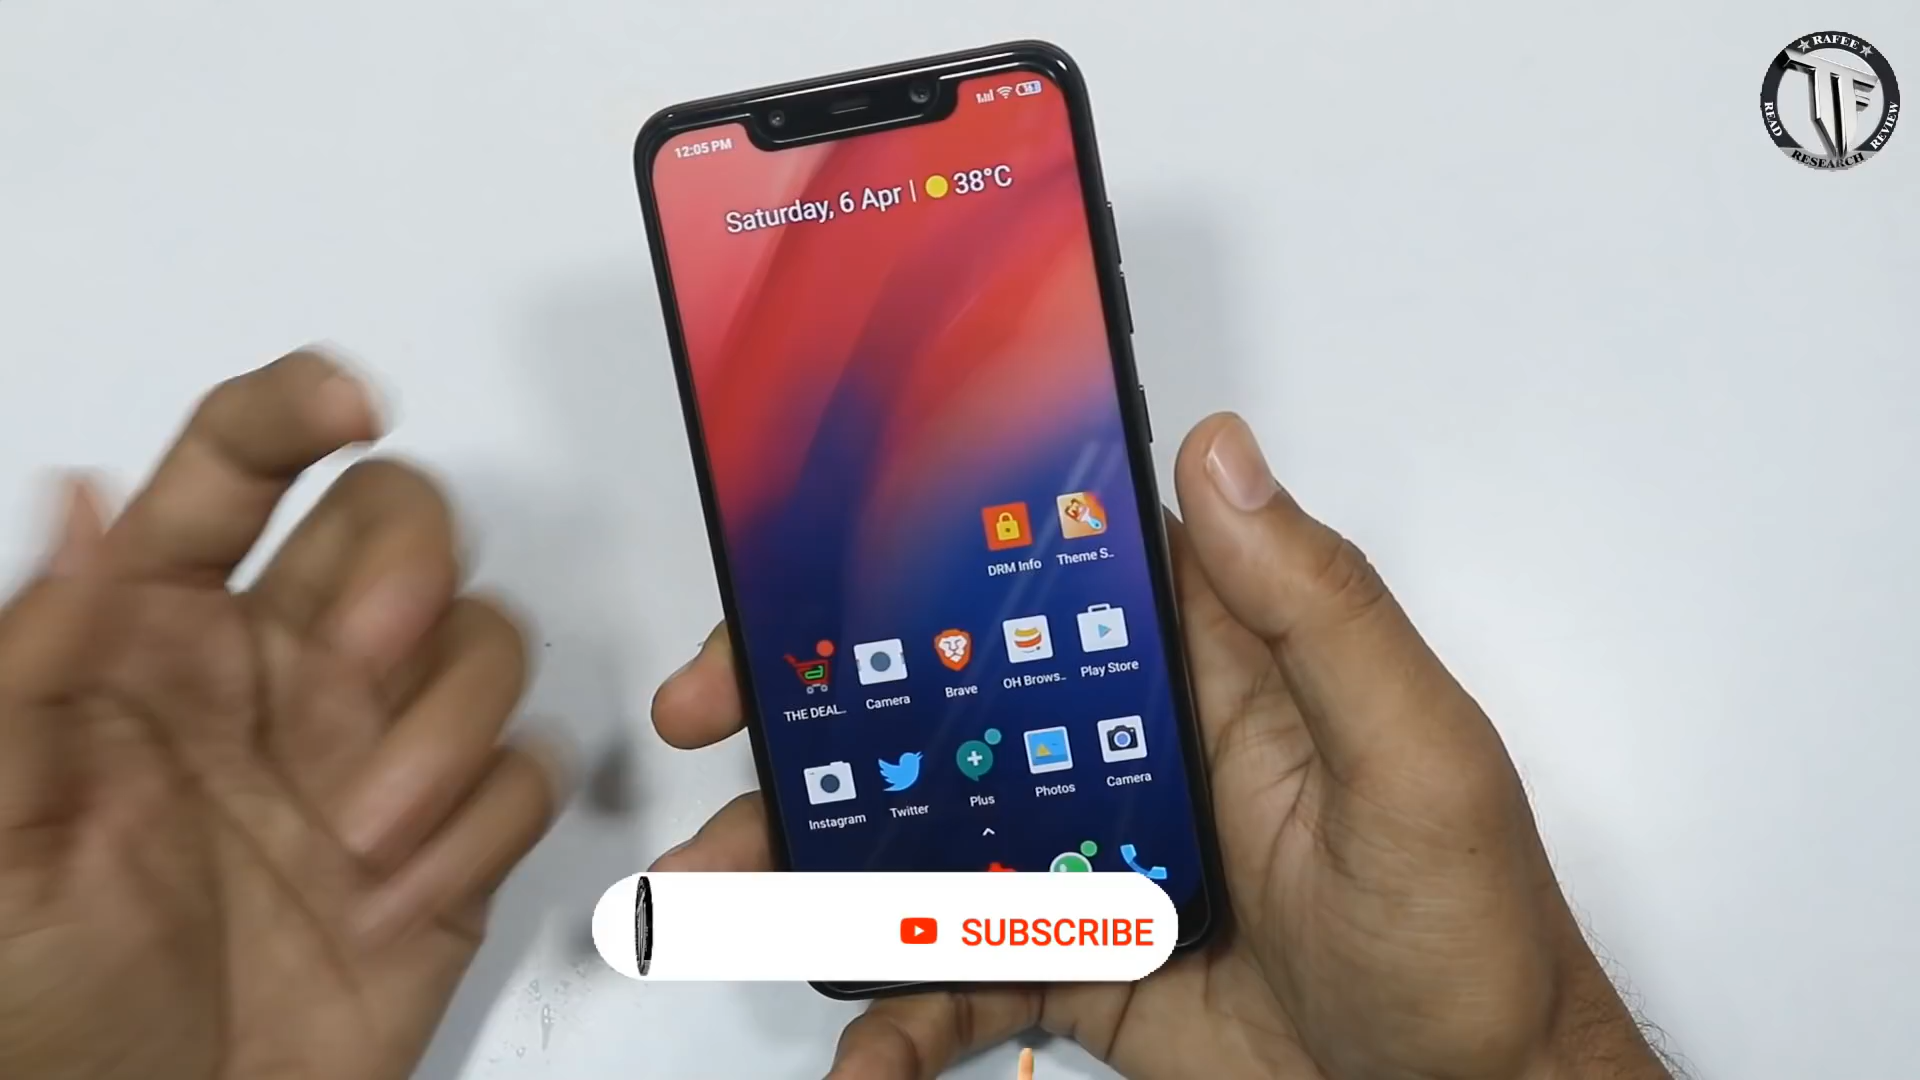 RAFEE
READ
RESEARCH
REVIEW
12:05 PM
Saturday, 6 Apr | 38°C
DRM Info
Theme S..
THE DEAL..
Camera
Brave
OH Brows..
Play Store
Instagram
Twitter
Plus
Photos
Camera
SUBSCRIBE